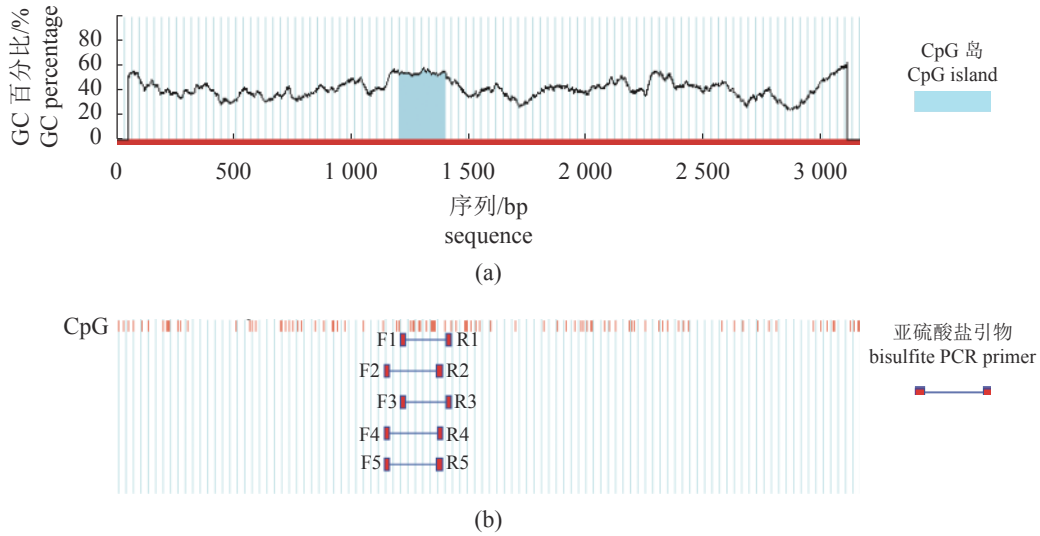 GC 百分比/%
GC percentage
80
60
40
20
0
0 500 1 000 1 500 2 000 2 500 3 000
序列/bp
sequence
(a)
CpG 岛
CpG island
CpG
F1 R1
F2 R2
F3 R3
F4 R4
F5 R5
(b)
亚硫酸盐引物
bisulfite PCR primer